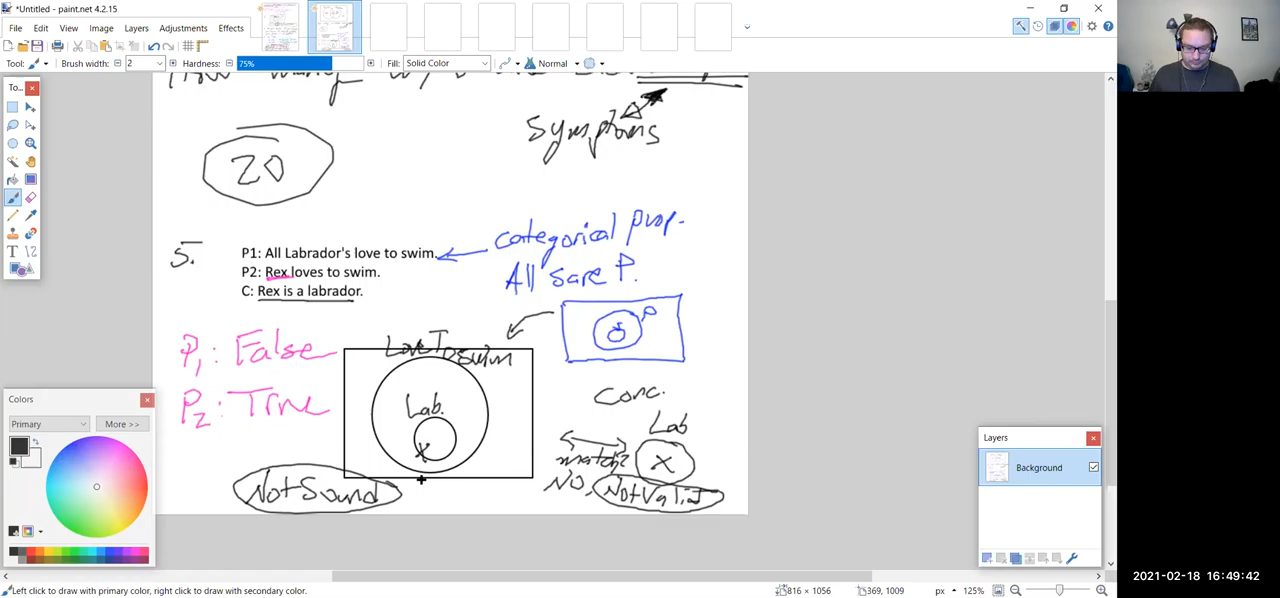 *Untitled - paint.net 4.2.15
File Edit View Image Layers Adjustments Effects
Tool: Brush width: 2 Hardness: 75% Fill: Solid Color Normal
To...
Symptoms
20
5.
P1: All Labrador's love to swim.
P2: Rex loves to swim.
C: Rex is a labrador.
categorical prop.
All S are P.
P
S
P1: False
P2: True
Love To swim
Lab.
X
Conc.
Lab
match?
X
No, Not Valid
Not Sound
Colors
Primary
More >>
Layers
Background
2021-02-18 16:49:42
Left click to draw with primary color, right click to draw with secondary color.
816 × 1056
369, 1009
px
125%